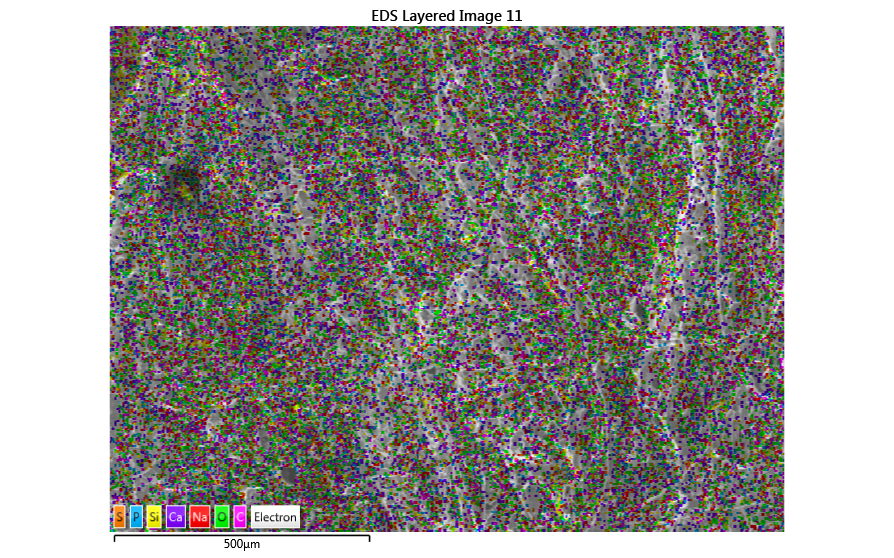 EDS Layered Image 11
S P Si Ca Na O C Electron
500µm